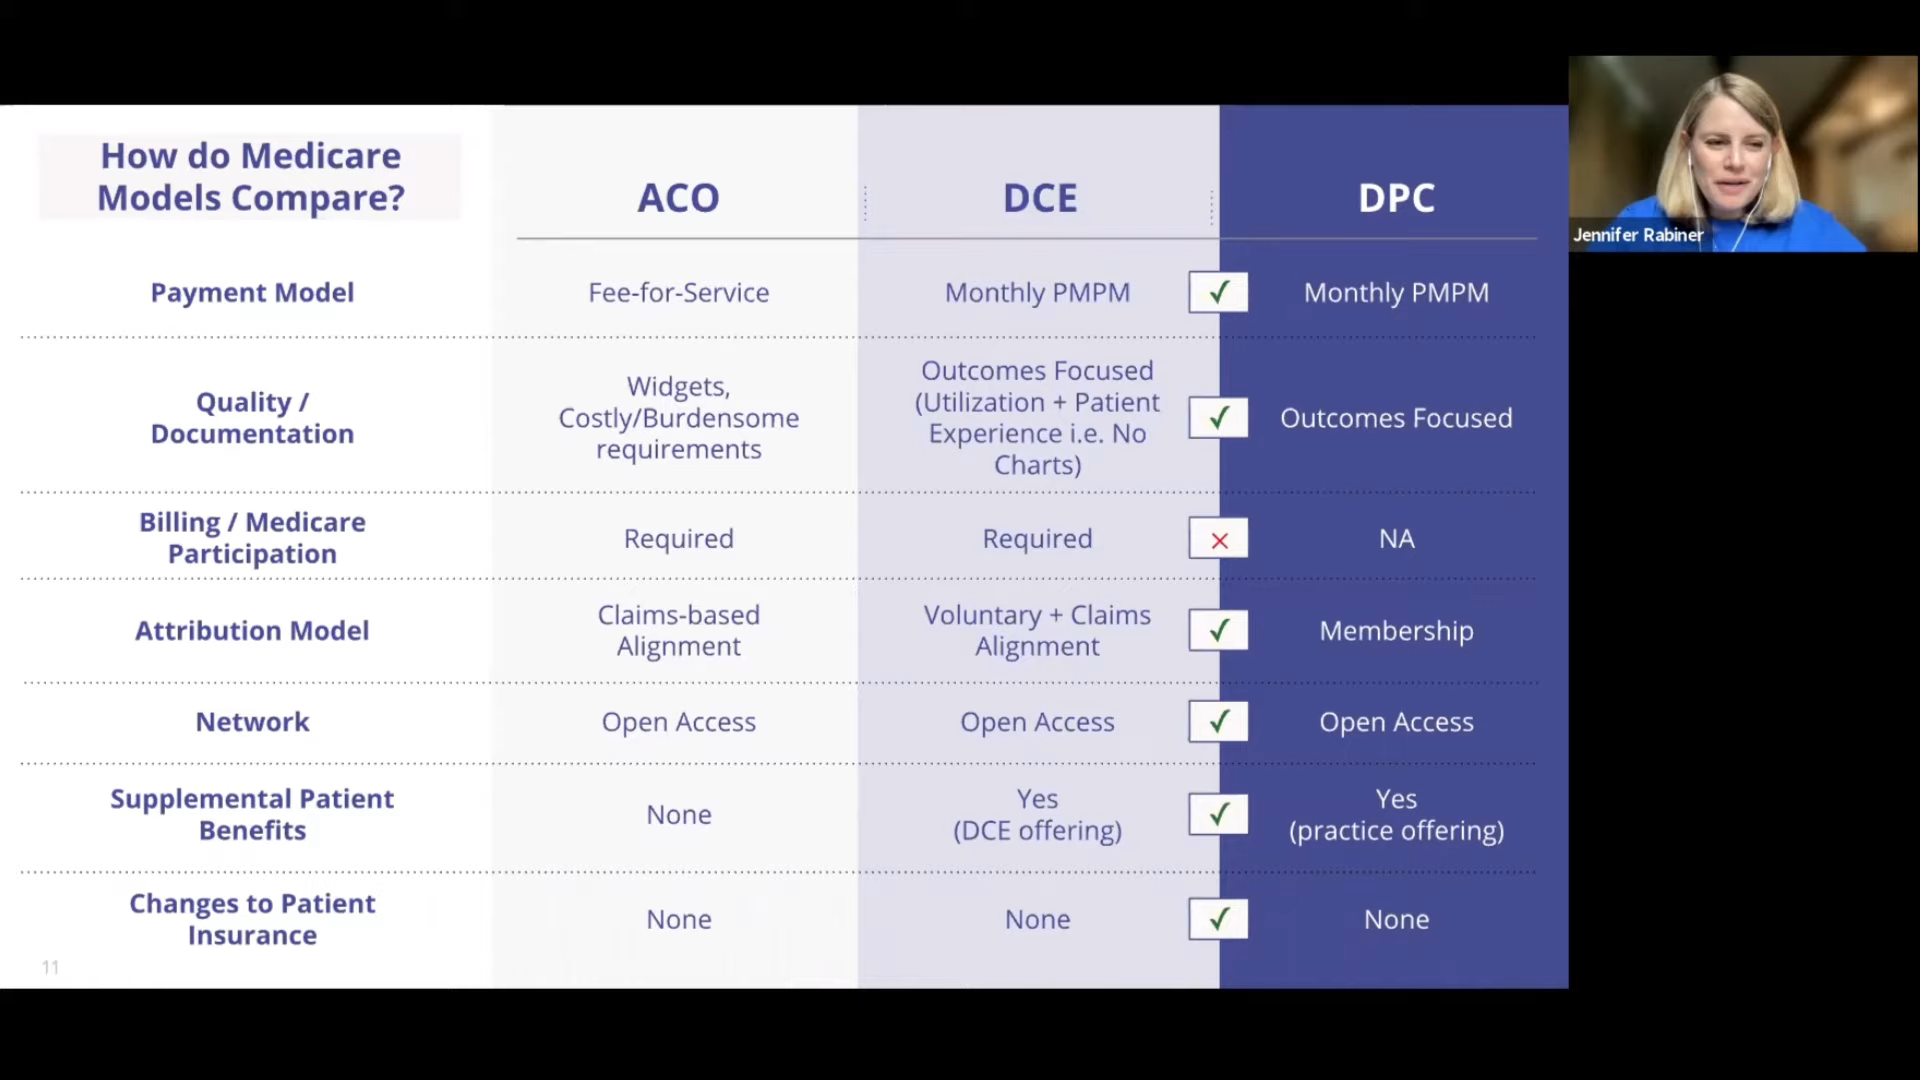 How do Medicare
Models Compare?
ACO
DCE
DPC
Jennifer Rabiner
Payment Model
Fee-for-Service
Monthly PMPM
✓
Monthly PMPM
Quality /
Documentation
Widgets,
Costly/Burdensome
requirements
Outcomes Focused
(Utilization + Patient
Experience i.e. No
Charts)
✓
Outcomes Focused
Billing / Medicare
Participation
Required
Required
×
NA
Attribution Model
Claims-based
Alignment
Voluntary + Claims
Alignment
✓
Membership
Network
Open Access
Open Access
✓
Open Access
Supplemental Patient
Benefits
None
Yes
(DCE offering)
✓
Yes
(practice offering)
Changes to Patient
Insurance
None
None
✓
None
11